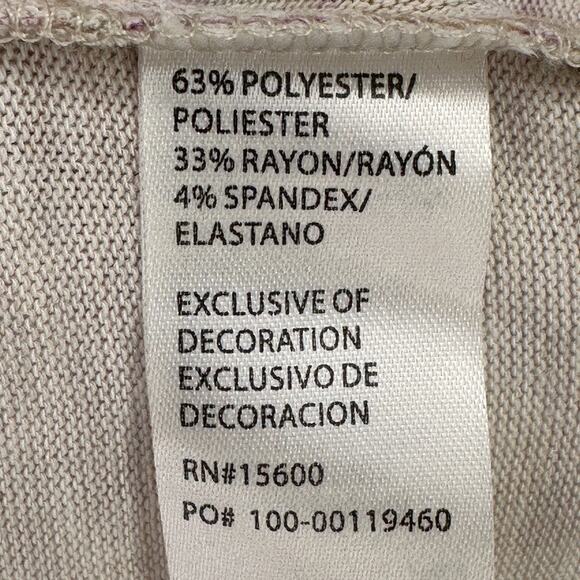 63% POLYESTER/
POLIESTER
33% RAYON/RAYÓN
4% SPANDEX/
ELASTANO
EXCLUSIVE OF
DECORATION
EXCLUSIVO DE
DECORACION
RN#15600
PO# 100-00119460